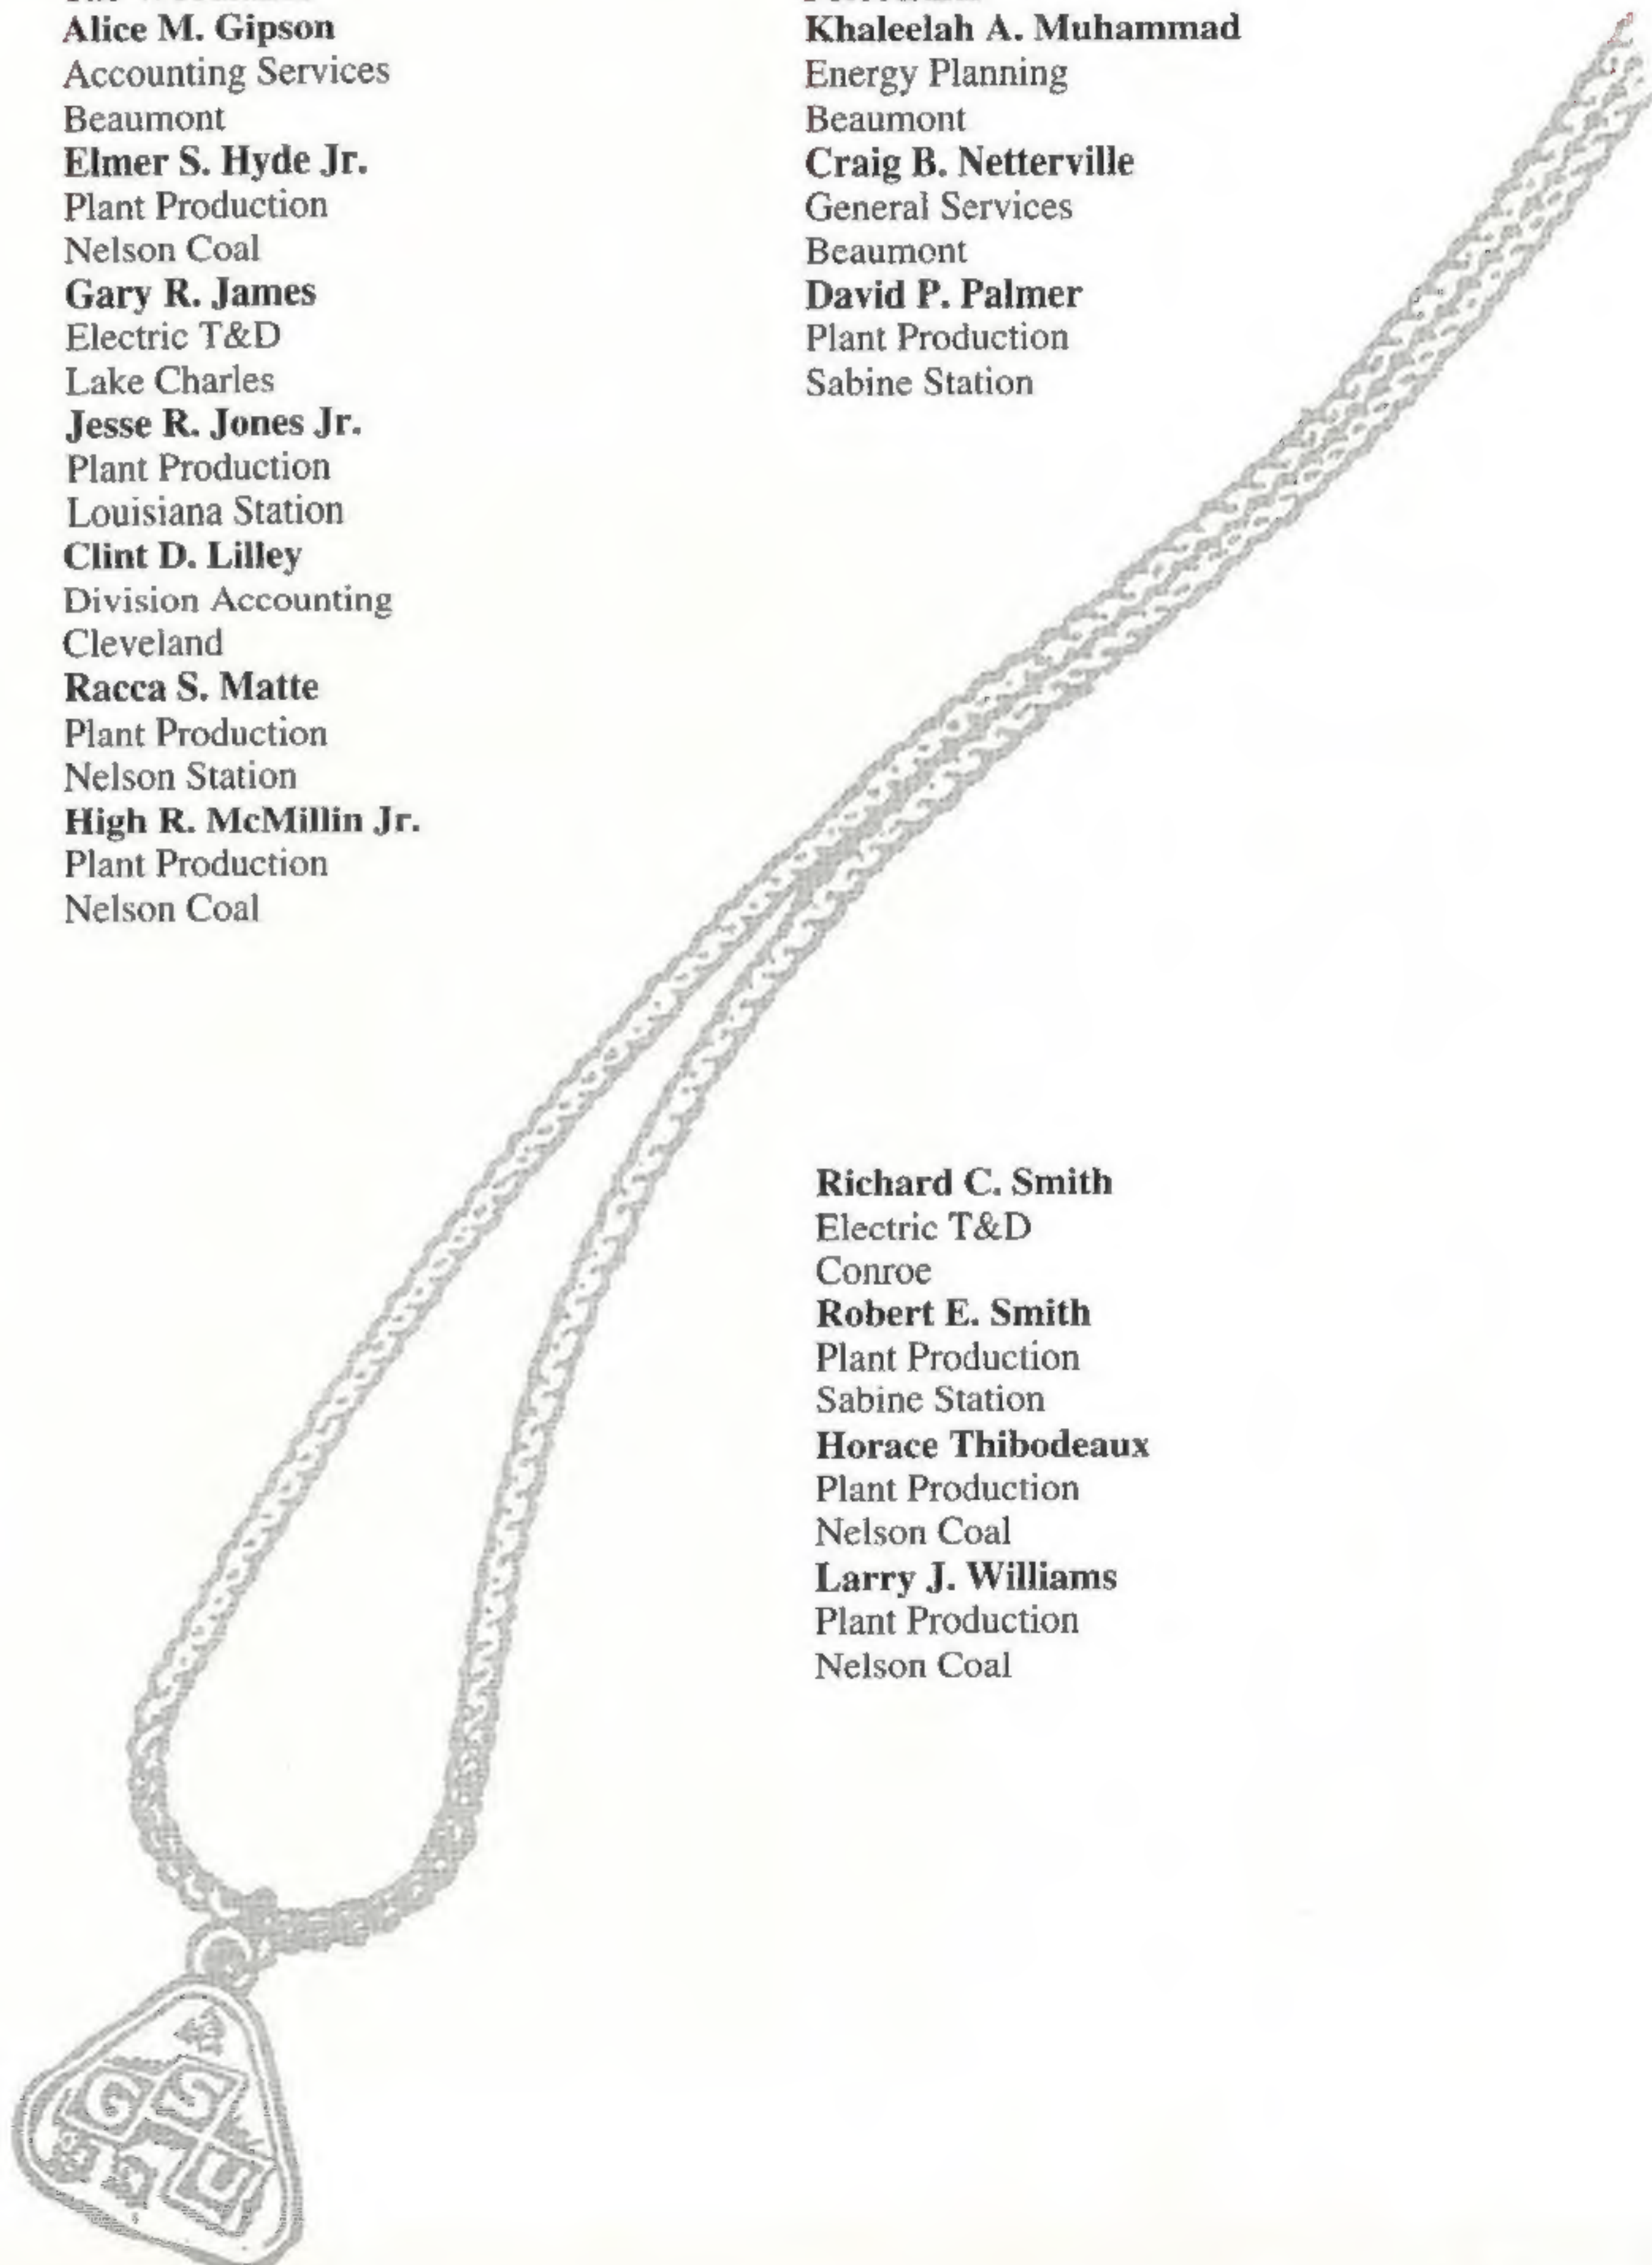 Alice M. Gipson
Accounting Services
Beaumont
Elmer S. Hyde Jr.
Plant Production
Nelson Coal
Gary R. James
Electric T&D
Lake Charles
Jesse R. Jones Jr.
Plant Production
Louisiana Station
Clint D. Lilley
Division Accounting
Cleveland
Racca S. Matte
Plant Production
Nelson Station
High R. McMillin Jr.
Plant Production
Nelson Coal
Khaleelah A. Muhammad
Energy Planning
Beaumont
Craig B. Netterville
General Services
Beaumont
David P. Palmer
Plant Production
Sabine Station
Richard C. Smith
Electric T&D
Conroe
Robert E. Smith
Plant Production
Sabine Station
Horace Thibodeaux
Plant Production
Nelson Coal
Larry J. Williams
Plant Production
Nelson Coal
GS
U